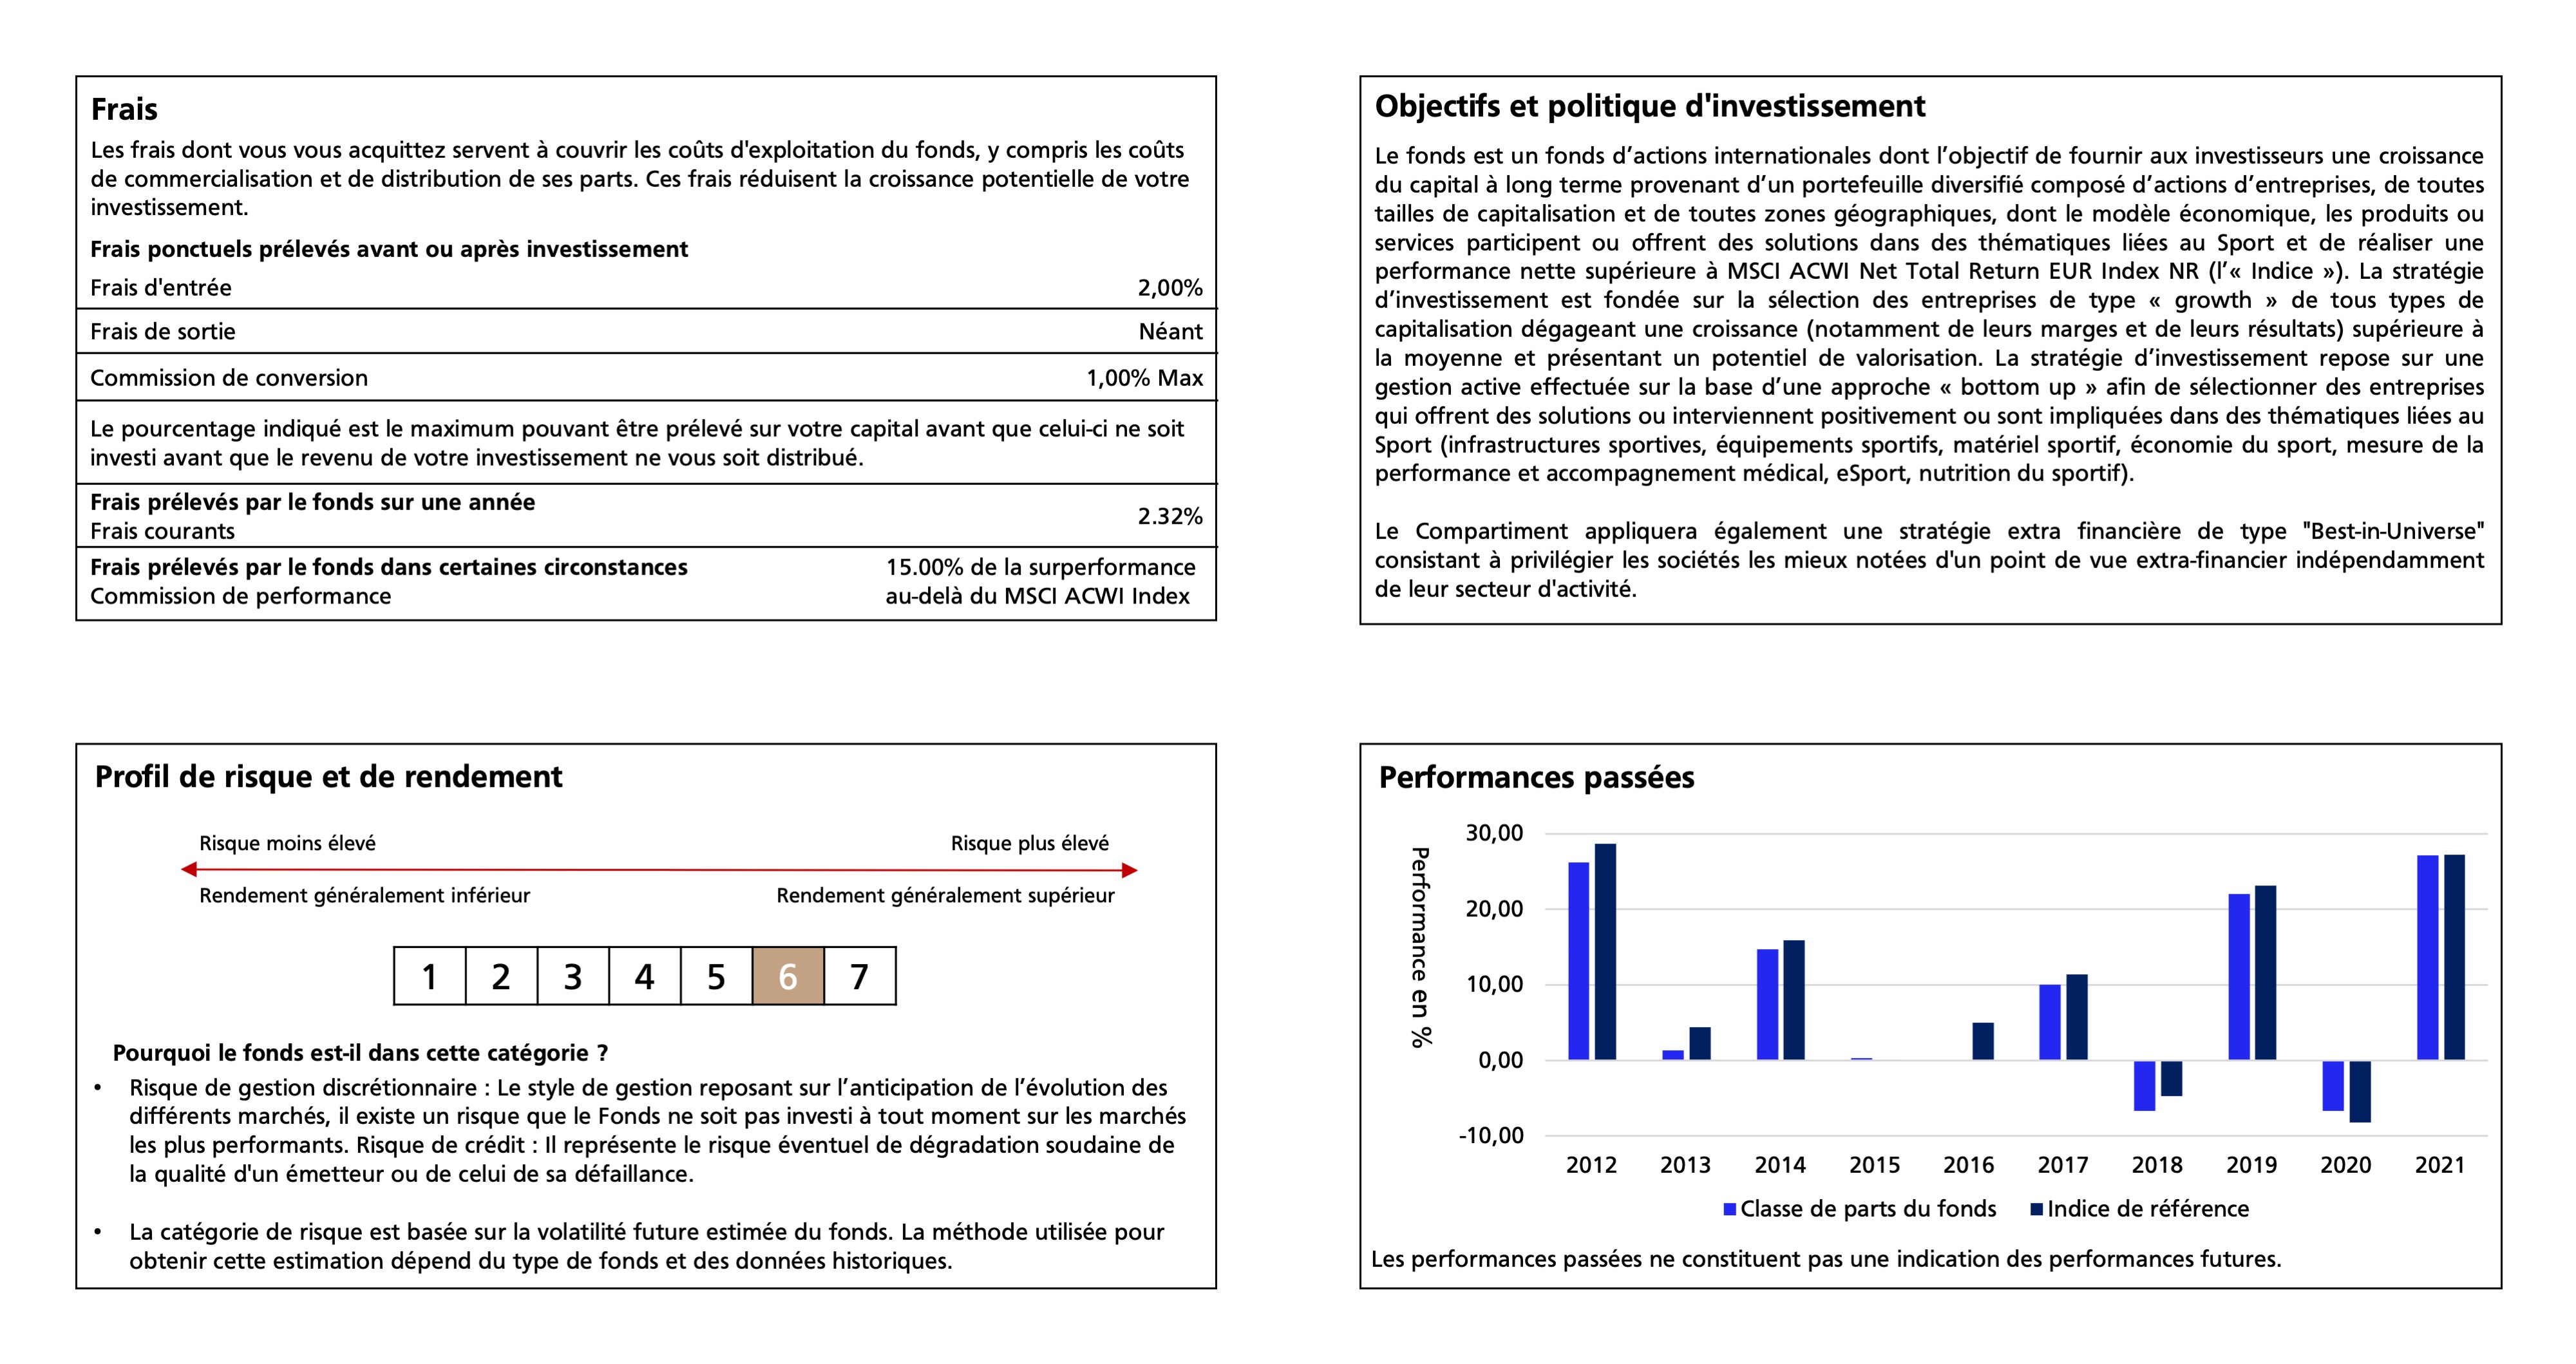 Frais
Les frais dont vous vous acquittez servent à couvrir les coûts d'exploitation du fonds, y compris les coûts
de commercialisation et de distribution de ses parts. Ces frais réduisent la croissance potentielle de votre
investissement.
Frais ponctuels prélevés avant ou après investissement
Frais d'entrée 2,00%
Frais de sortie Néant
Commission de conversion 1,00% Max
Le pourcentage indiqué est le maximum pouvant être prélevé sur votre capital avant que celui-ci ne soit
investi avant que le revenu de votre investissement ne vous soit distribué.
Frais prélevés par le fonds sur une année
Frais courants 2.32%
Frais prélevés par le fonds dans certaines circonstances 15.00% de la surperformance
Commission de performance au-delà du MSCI ACWI Index
Objectifs et politique d'investissement
Le fonds est un fonds d’actions internationales dont l’objectif de fournir aux investisseurs une croissance
du capital à long terme provenant d’un portefeuille diversifié composé d’actions d’entreprises, de toutes
tailles de capitalisation et de toutes zones géographiques, dont le modèle économique, les produits ou
services participent ou offrent des solutions dans des thématiques liées au Sport et de réaliser une
performance nette supérieure à MSCI ACWI Net Total Return EUR Index NR (l’« Indice »). La stratégie
d’investissement est fondée sur la sélection des entreprises de type « growth » de tous types de
capitalisation dégageant une croissance (notamment de leurs marges et de leurs résultats) supérieure à
la moyenne et présentant un potentiel de valorisation. La stratégie d’investissement repose sur une
gestion active effectuée sur la base d’une approche « bottom up » afin de sélectionner des entreprises
qui offrent des solutions ou interviennent positivement ou sont impliquées dans des thématiques liées au
Sport (infrastructures sportives, équipements sportifs, matériel sportif, économie du sport, mesure de la
performance et accompagnement médical, eSport, nutrition du sportif).
Le Compartiment appliquera également une stratégie extra financière de type "Best-in-Universe"
consistant à privilégier les sociétés les mieux notées d'un point de vue extra-financier indépendamment
de leur secteur d'activité.
Profil de risque et de rendement
Risque moins élevé Risque plus élevé
Rendement généralement inférieur Rendement généralement supérieur
1 2 3 4 5 6 7
Pourquoi le fonds est-il dans cette catégorie ?
• Risque de gestion discrétionnaire : Le style de gestion reposant sur l’anticipation de l’évolution des
différents marchés, il existe un risque que le Fonds ne soit pas investi à tout moment sur les marchés
les plus performants. Risque de crédit : Il représente le risque éventuel de dégradation soudaine de
la qualité d'un émetteur ou de celui de sa défaillance.
• La catégorie de risque est basée sur la volatilité future estimée du fonds. La méthode utilisée pour
obtenir cette estimation dépend du type de fonds et des données historiques.
Performances passées
Performance en %
30,00
20,00
10,00
0,00
-10,00
2012 2013 2014 2015 2016 2017 2018 2019 2020 2021
Classe de parts du fonds Indice de référence
Les performances passées ne constituent pas une indication des performances futures.